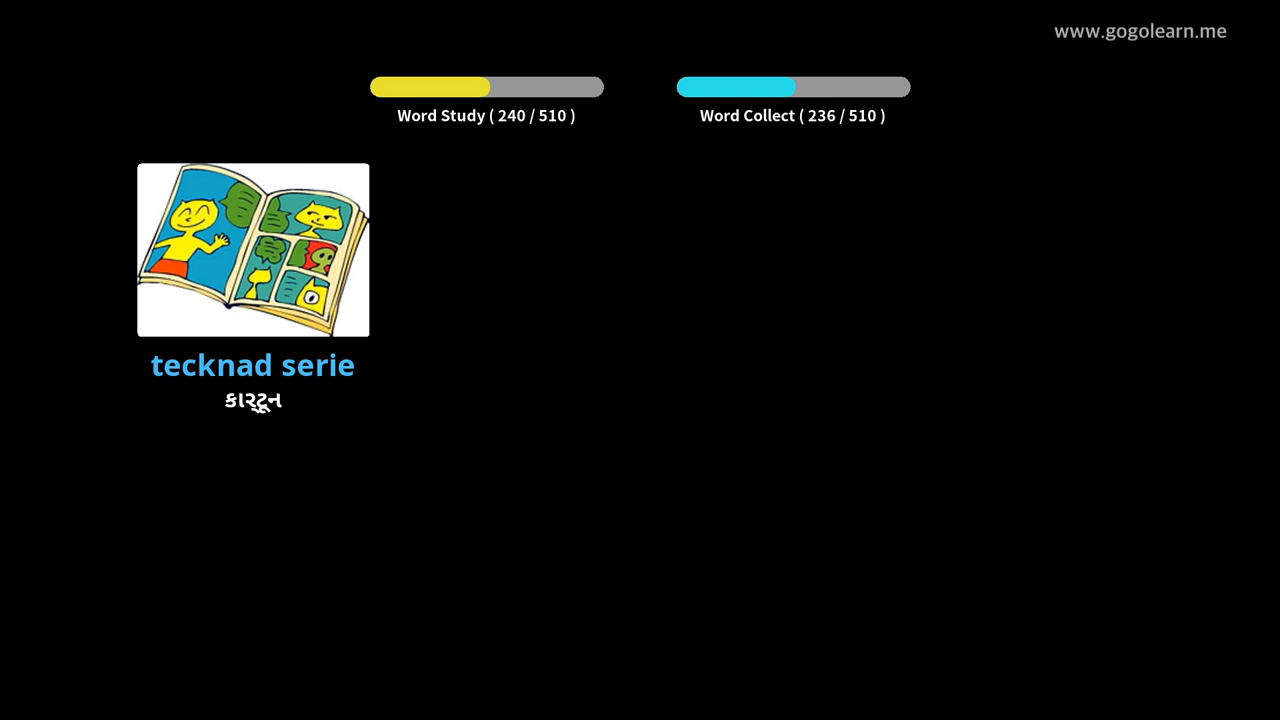 www.gogolearn.me
Word Study ( 240 / 510 )
Word Collect ( 236 / 510 )
tecknad serie
કાર્ટૂન